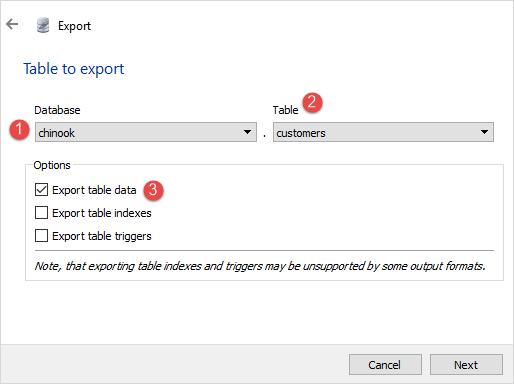 Export
Table to export
Database Table 2
1 chinook . customers
Options
Export table data 3
Export table indexes
Export table triggers
Note, that exporting table indexes and triggers may be unsupported by some output formats.
Cancel Next